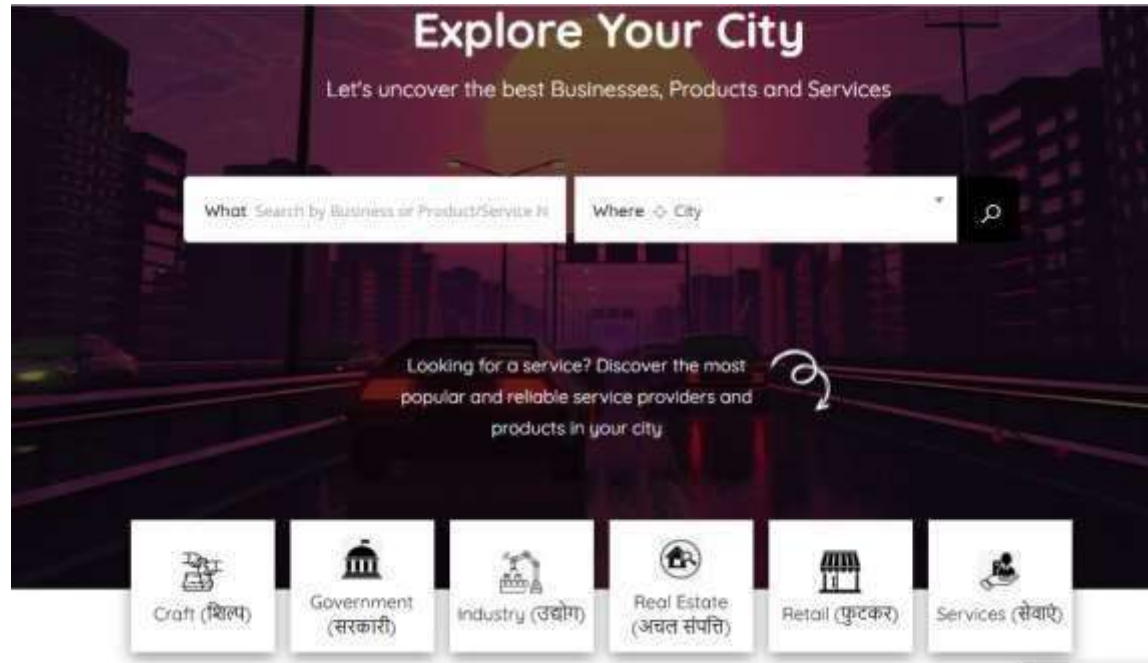 Explore Your City
Let's uncover the best Businesses, Products and Services
What Search by Business or Product/Service N
Where City
Looking for a service? Discover the most
popular and reliable service providers and
products in your city
Craft (शिल्प)
Government
(सरकारी)
Industry (उद्योग)
Real Estate
(अचल संपत्ति)
Retail (फुटकर)
Services (सेवाएं)